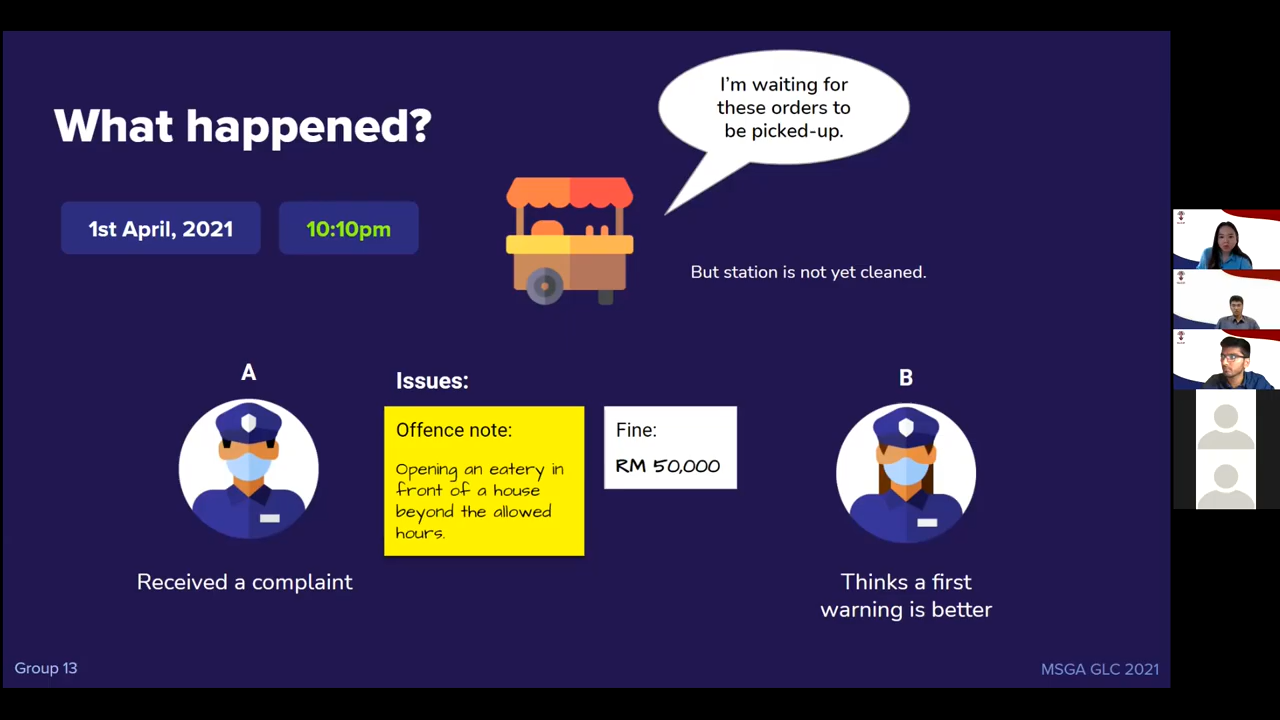 What happened?
1st April, 2021
10:10pm
I'm waiting for
these orders to
be picked-up.
But station is not yet cleaned.
A
Received a complaint
Issues:
Offence note:
Opening an eatery in
front of a house
beyond the allowed
hours.
Fine:
RM 50,000
B
Thinks a first
warning is better
Group 13
MSGA GLC 2021